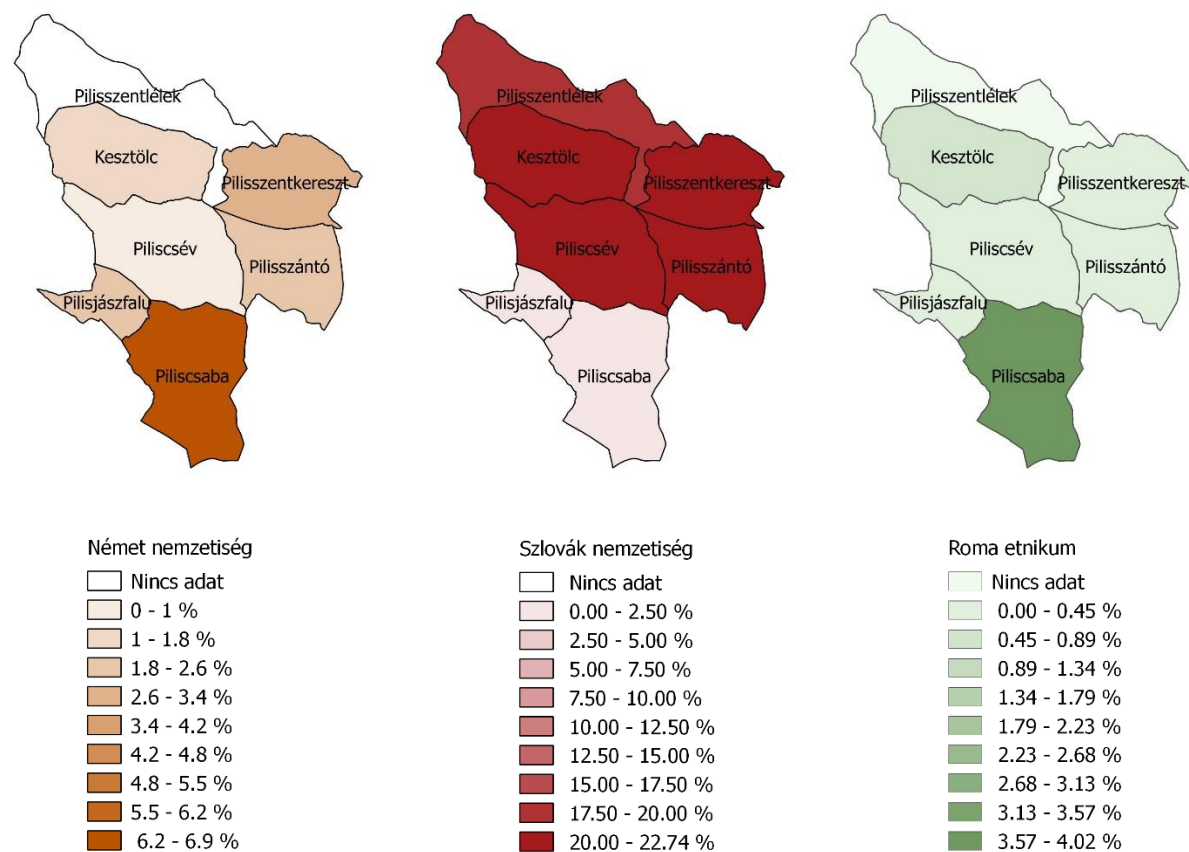 Pilisszentlélek
Kesztölc
Pilisszentkereszt
Piliscsév
Pilisszántó
Pilisjászfalu
Piliscsaba
Pilisszentlélek
Kesztölc
Pilisszentkereszt
Piliscsév
Pilisszántó
Pilisjászfalu
Piliscsaba
Pilisszentlélek
Kesztölc
Pilisszentkereszt
Piliscsév
Pilisszántó
Pilisjászfalu
Piliscsaba
Német nemzetiség
Nincs adat
0 - 1 %
1 - 1.8 %
1.8 - 2.6 %
2.6 - 3.4 %
3.4 - 4.2 %
4.2 - 4.8 %
4.8 - 5.5 %
5.5 - 6.2 %
6.2 - 6.9 %
Szlovák nemzetiség
Nincs adat
0.00 - 2.50 %
2.50 - 5.00 %
5.00 - 7.50 %
7.50 - 10.00 %
10.00 - 12.50 %
12.50 - 15.00 %
15.00 - 17.50 %
17.50 - 20.00 %
20.00 - 22.74 %
Roma etnikum
Nincs adat
0.00 - 0.45 %
0.45 - 0.89 %
0.89 - 1.34 %
1.34 - 1.79 %
1.79 - 2.23 %
2.23 - 2.68 %
2.68 - 3.13 %
3.13 - 3.57 %
3.57 - 4.02 %